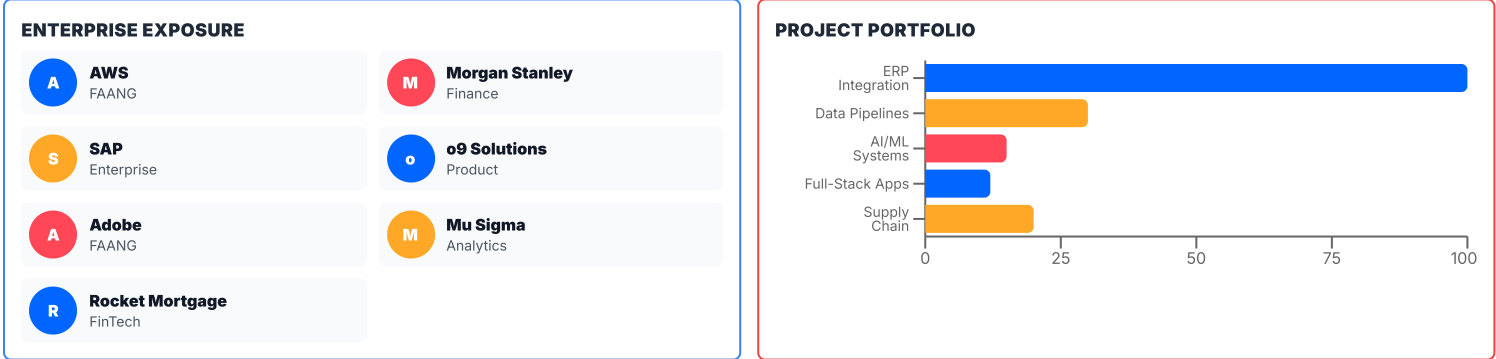 ENTERPRISE EXPOSURE
A
AWS
FAANG
M
Morgan Stanley
Finance
S
SAP
Enterprise
o
o9 Solutions
Product
A
Adobe
FAANG
M
Mu Sigma
Analytics
R
Rocket Mortgage
FinTech
PROJECT PORTFOLIO
ERP
Integration
Data Pipelines
AI/ML
Systems
Full-Stack Apps
Supply
Chain
0 25 50 75 100